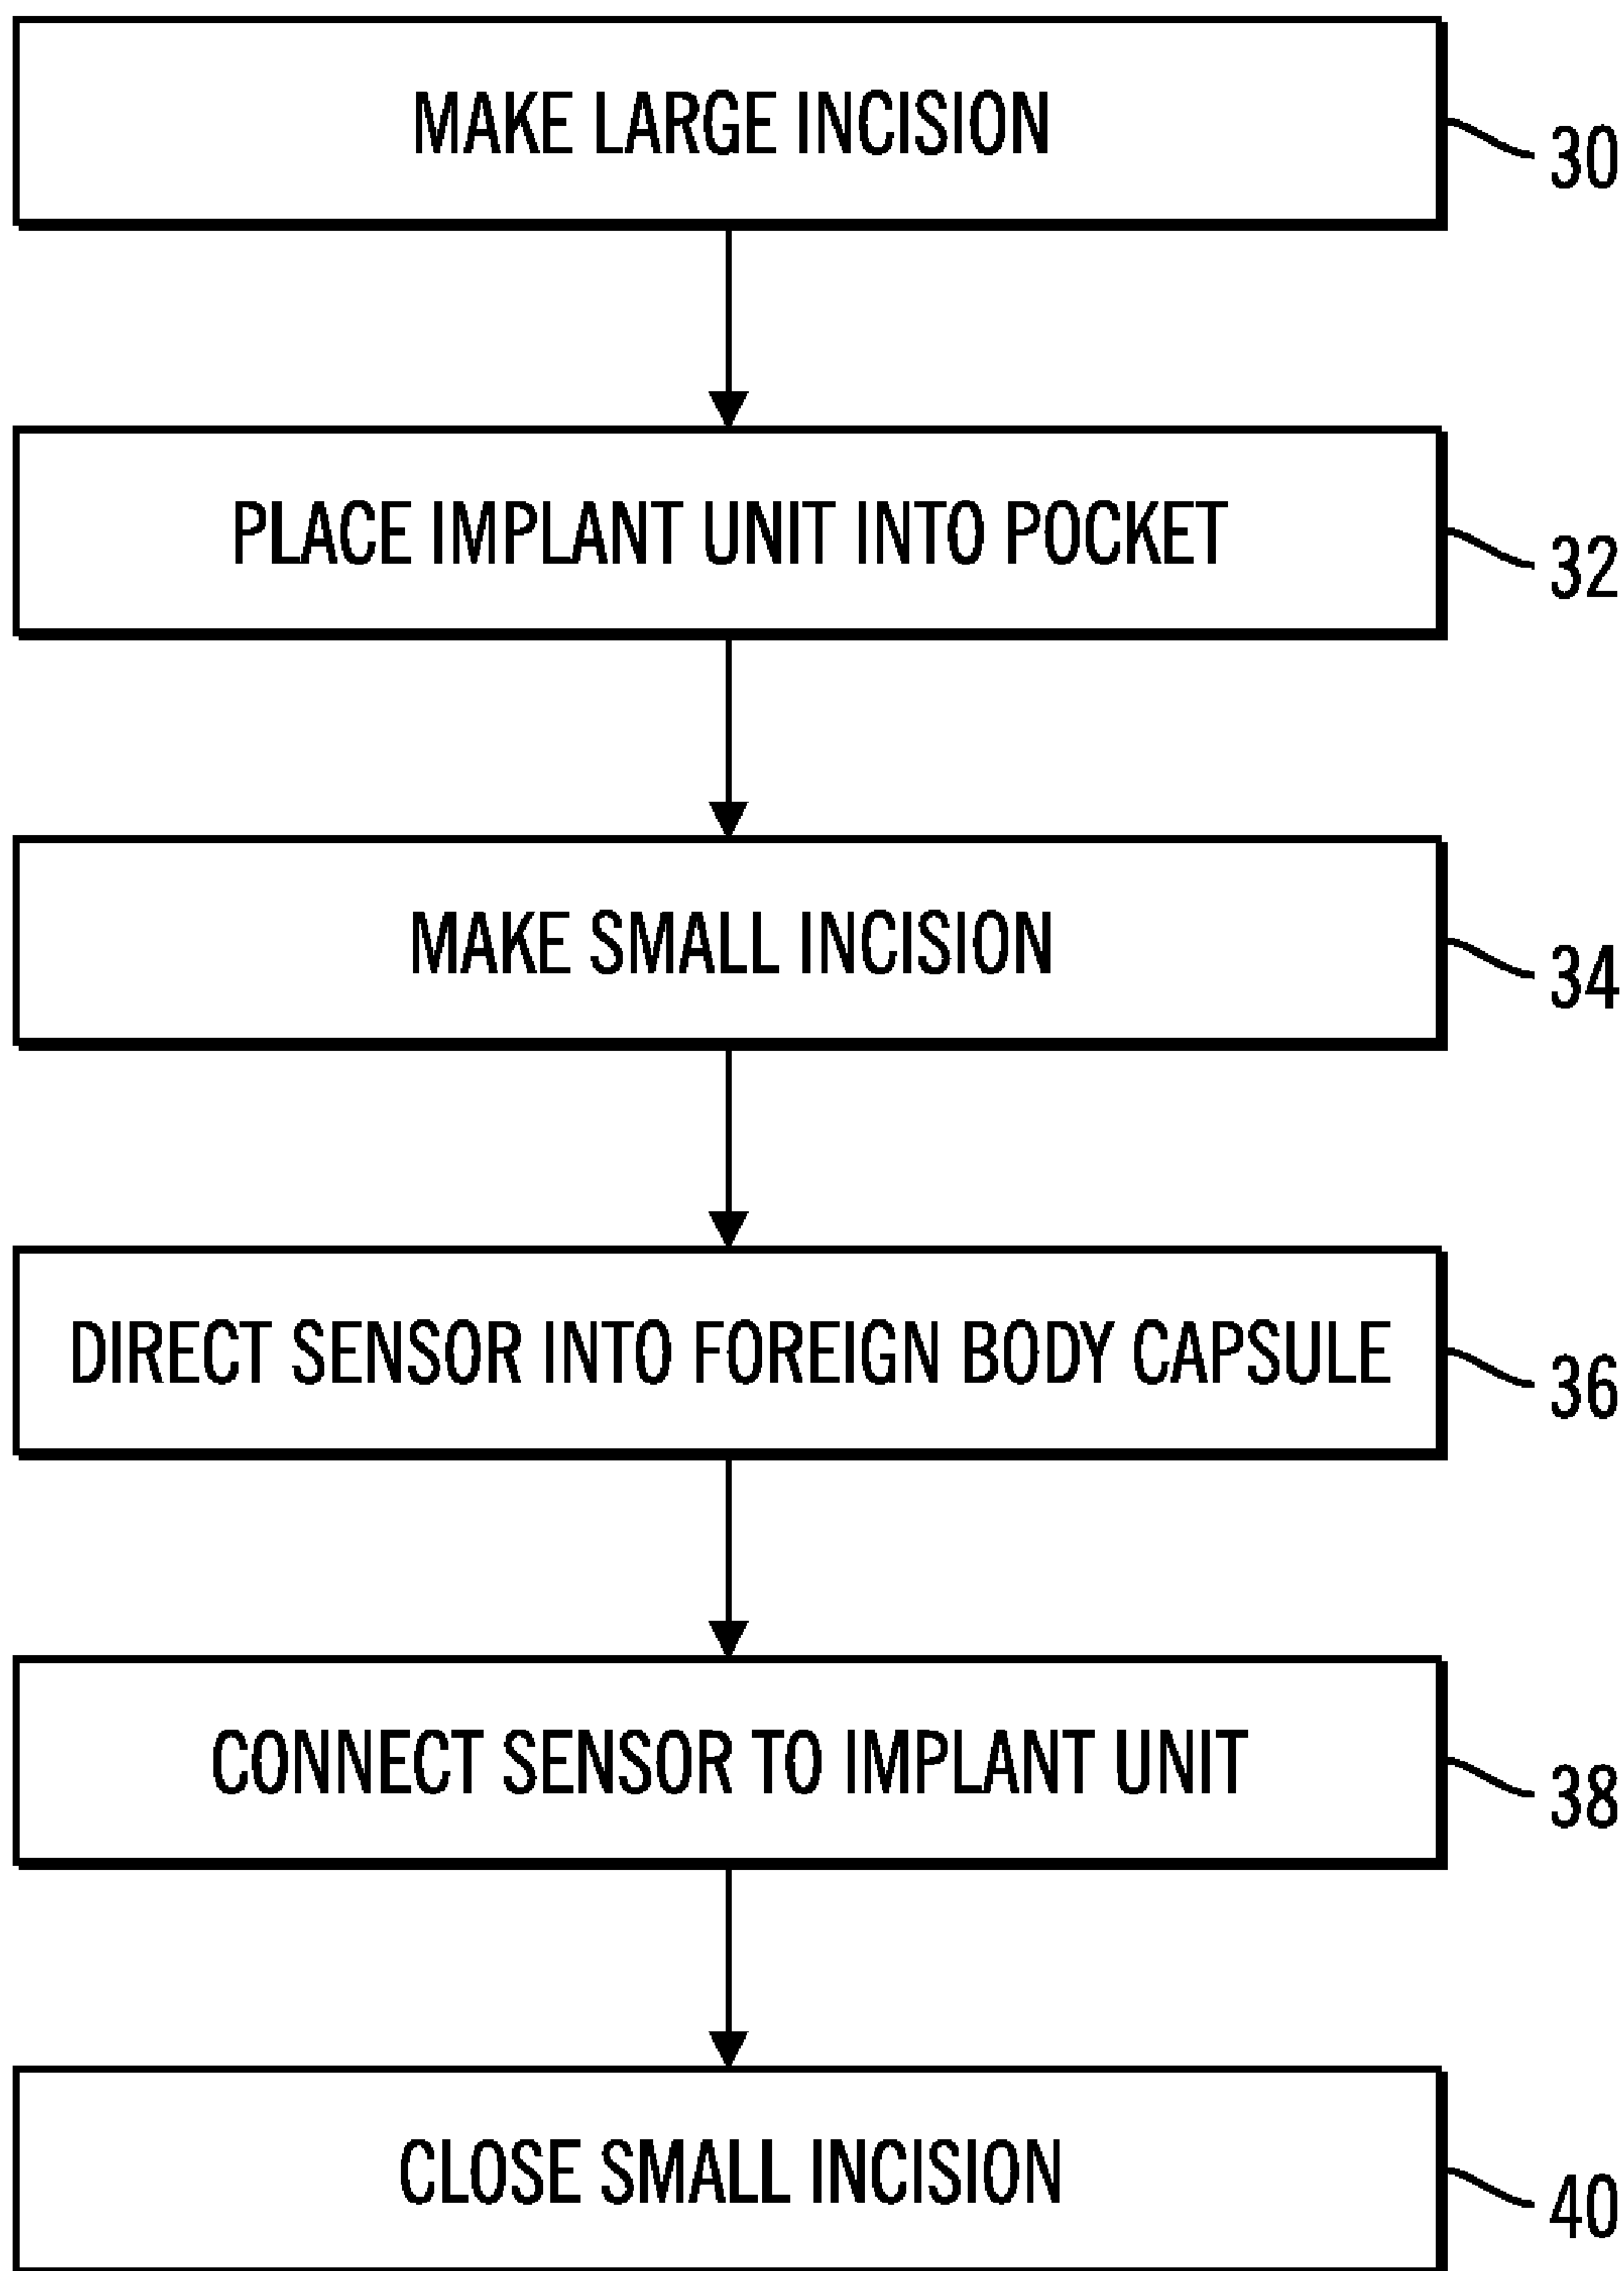 MAKE LARGE INCISION
30
PLACE IMPLANT UNIT INTO POCKET
32
MAKE SMALL INCISION
34
DIRECT SENSOR INTO FOREIGN BODY CAPSULE
36
CONNECT SENSOR TO IMPLANT UNIT
38
CLOSE SMALL INCISION
40